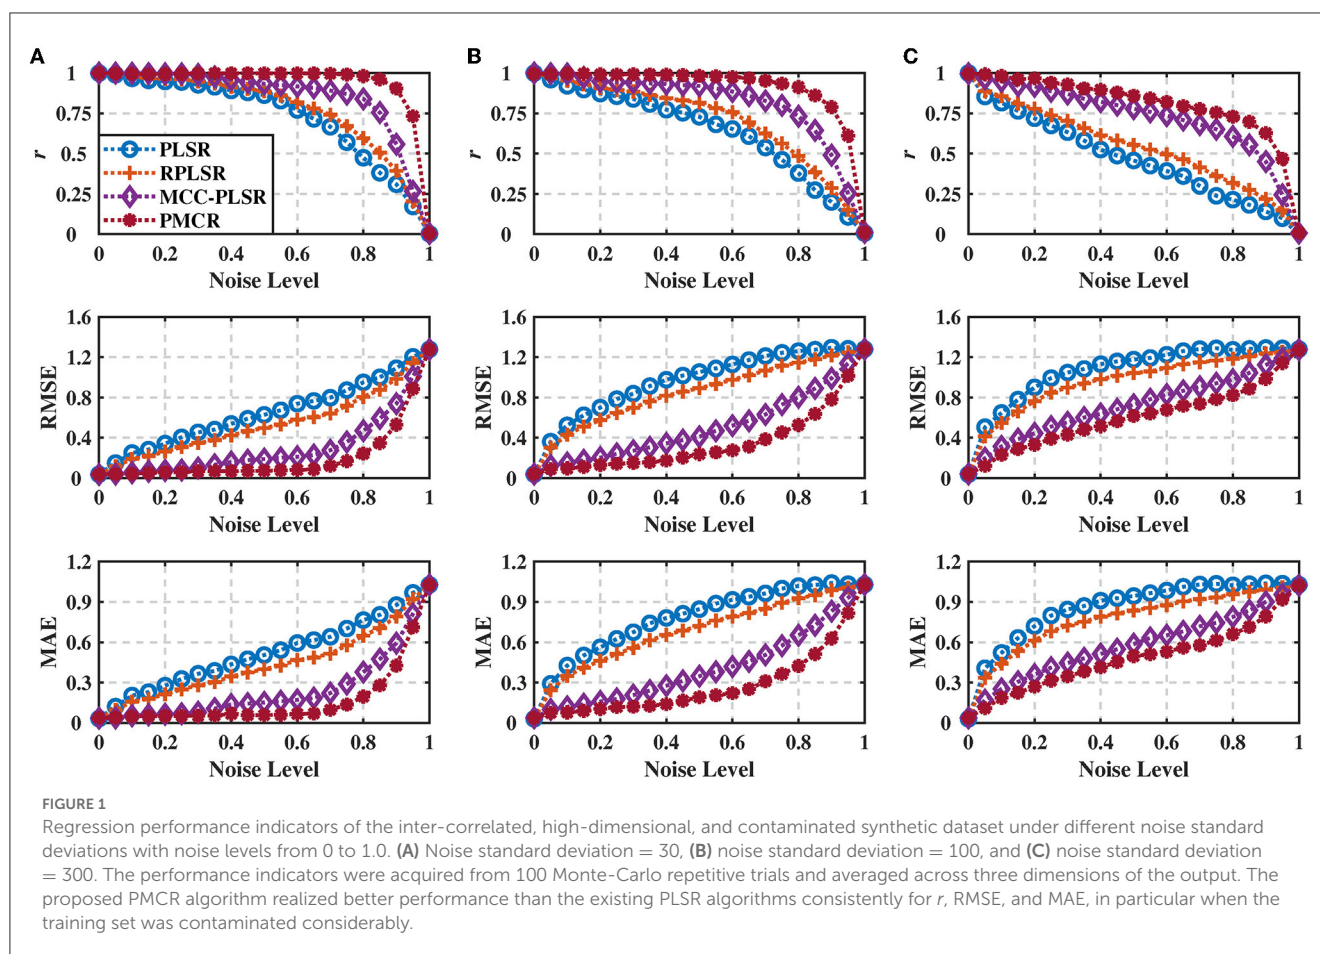 A
B
C
1
0.75
0.5
0.25
0
r
PLSR
RPLSR
MCC-PLSR
PMCR
0 0.2 0.4 0.6 0.8 1
Noise Level
1
0.75
0.5
0.25
0
r
0 0.2 0.4 0.6 0.8 1
Noise Level
1
0.75
0.5
0.25
0
r
0 0.2 0.4 0.6 0.8 1
Noise Level
1.6
1.2
0.8
0.4
0
RMSE
0 0.2 0.4 0.6 0.8 1
Noise Level
1.6
1.2
0.8
0.4
0
RMSE
0 0.2 0.4 0.6 0.8 1
Noise Level
1.6
1.2
0.8
0.4
0
RMSE
0 0.2 0.4 0.6 0.8 1
Noise Level
1.2
0.9
0.6
0.3
0
MAE
0 0.2 0.4 0.6 0.8 1
Noise Level
1.2
0.9
0.6
0.3
0
MAE
0 0.2 0.4 0.6 0.8 1
Noise Level
1.2
0.9
0.6
0.3
0
MAE
0 0.2 0.4 0.6 0.8 1
Noise Level
FIGURE 1
Regression performance indicators of the inter-correlated, high-dimensional, and contaminated synthetic dataset under different noise standard
deviations with noise levels from 0 to 1.0. (A) Noise standard deviation = 30, (B) noise standard deviation = 100, and (C) noise standard deviation
= 300. The performance indicators were acquired from 100 Monte-Carlo repetitive trials and averaged across three dimensions of the output. The
proposed PMCR algorithm realized better performance than the existing PLSR algorithms consistently for r, RMSE, and MAE, in particular when the
training set was contaminated considerably.